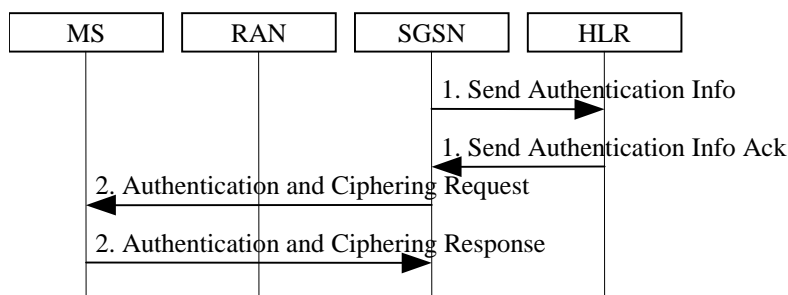 MS RAN SGSN HLR
1. Send Authentication Info
1. Send Authentication Info Ack
2. Authentication and Ciphering Request
2. Authentication and Ciphering Response